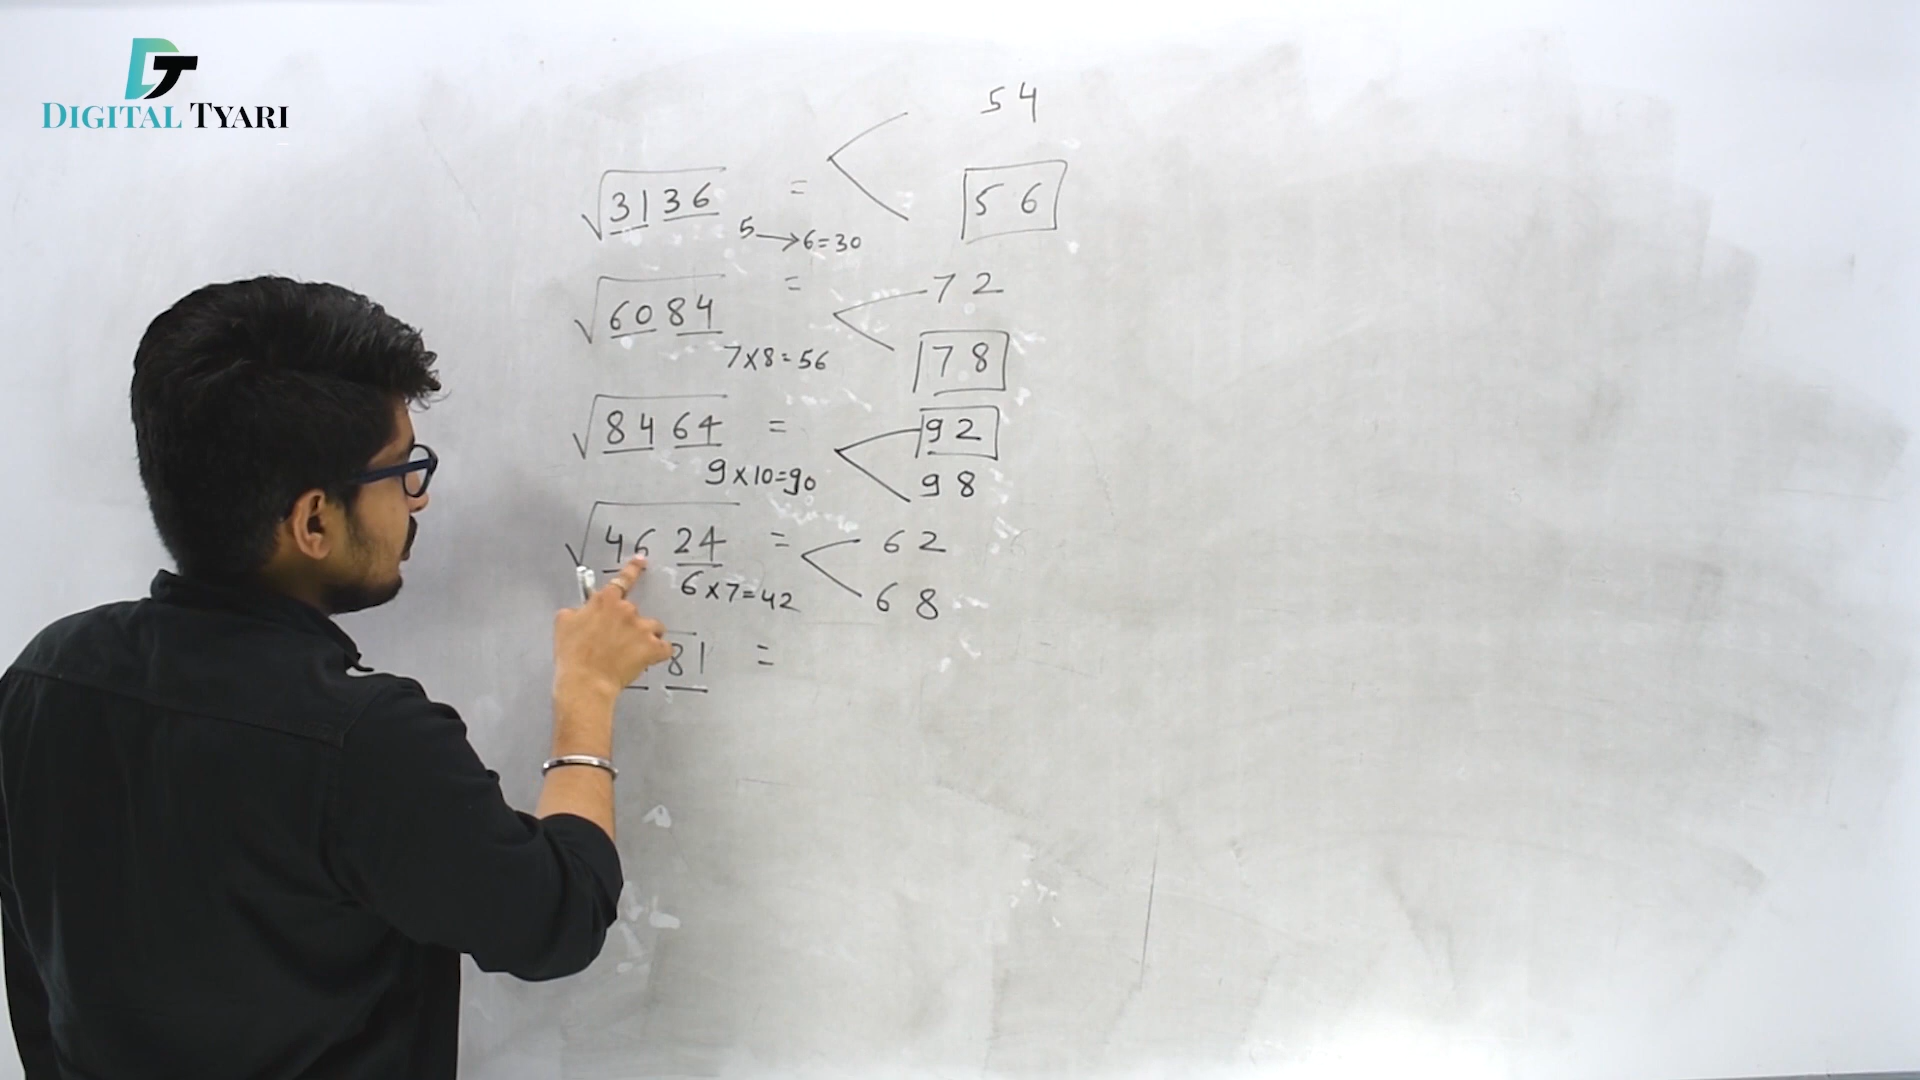 DT
DIGITAL TYARI
54
√3136 = 56
5→6=30
72
√6084 = 78
7×8=56
√8464 = 92
98
9×10=90
√4624 = 62
68
6×7=42
81 =